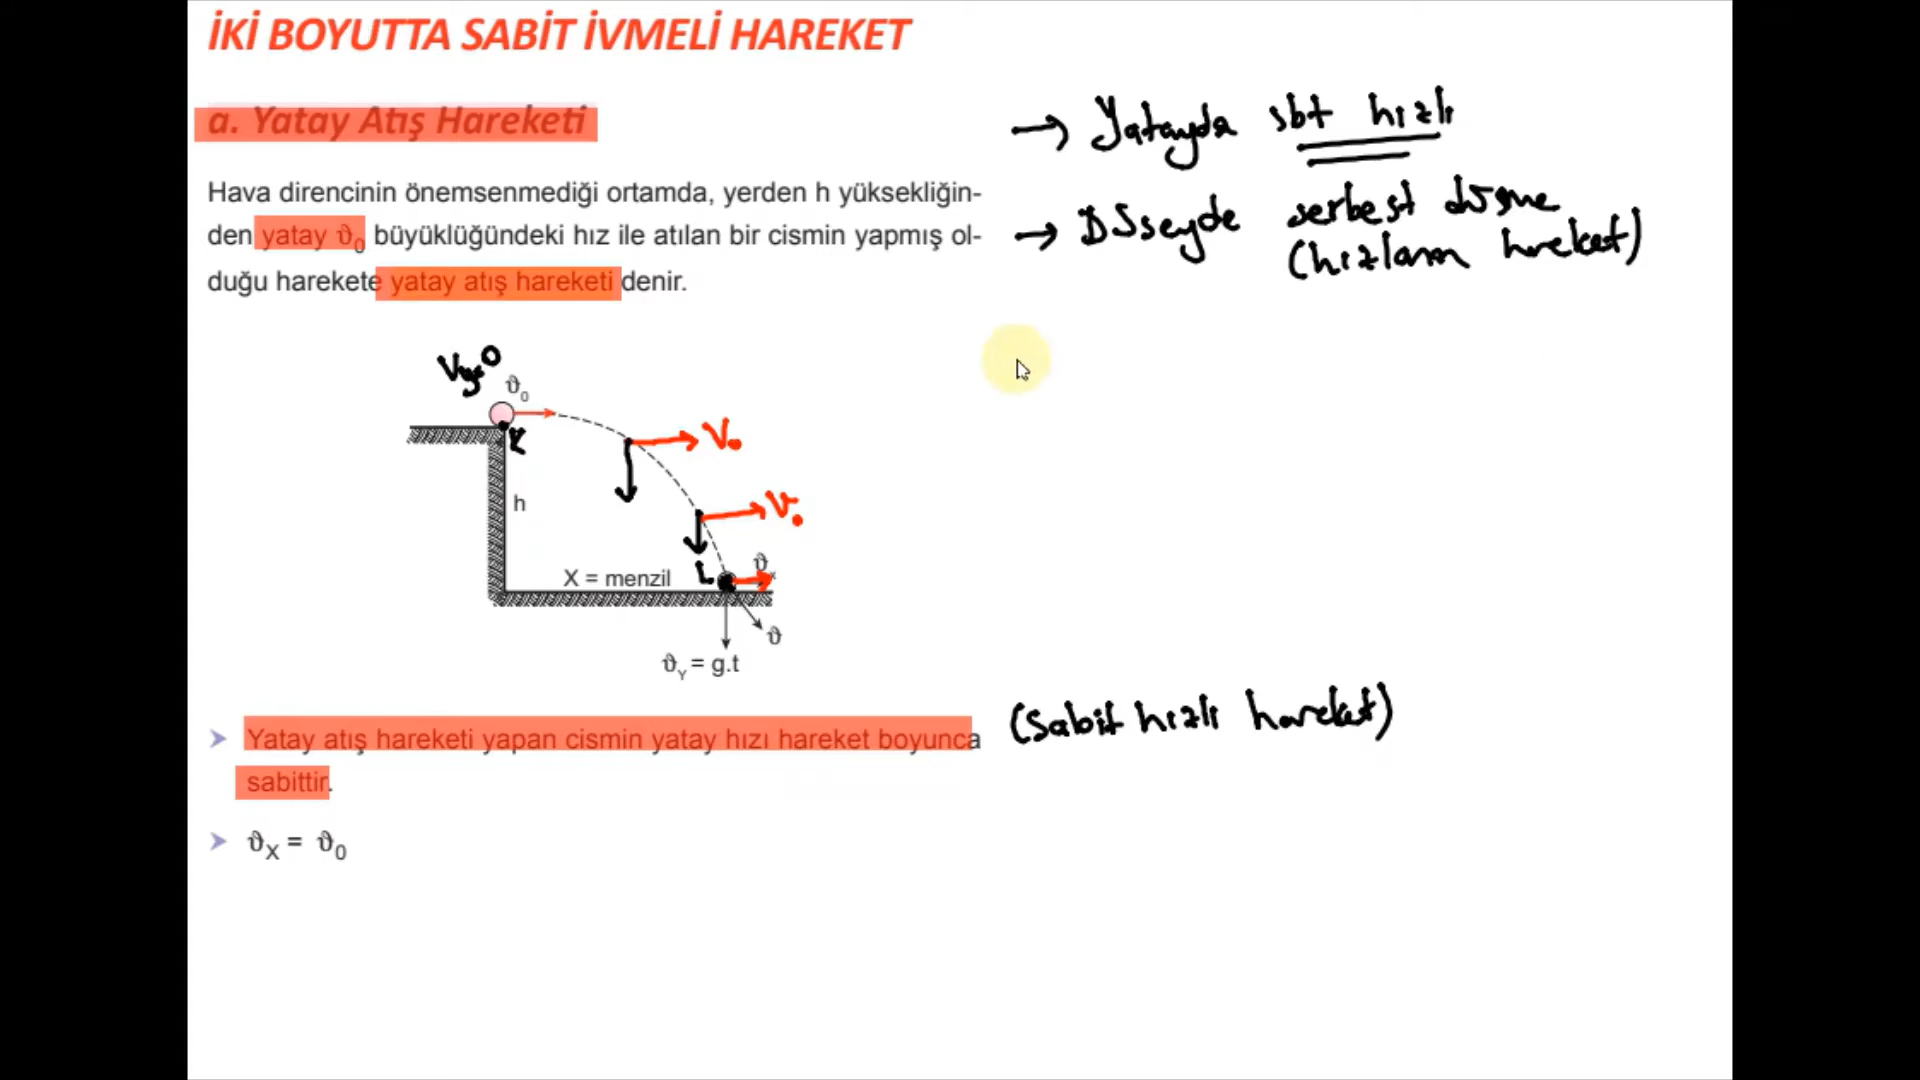 İKİ BOYUTTA SABİT İVMELİ HAREKET
a. Yatay Atış Hareketi
Hava direncinin önemsenmediği ortamda, yerden h yüksekliğin-
den yatay ϑ0 büyüklüğündeki hız ile atılan bir cismin yapmış ol-
duğu harekete yatay atış hareketi denir.
→ Yatayda sbt hızlı
→ Düşeyde serbest düşme
(hızlanan hareket)
Vy=0
ϑ0
K
V0
h
V0
X = menzil
L
ϑx
ϑ
ϑY = g.t
➤ Yatay atış hareketi yapan cismin yatay hızı hareket boyunca
sabittir.
(Sabit hızlı hareket)
➤ ϑX = ϑ0